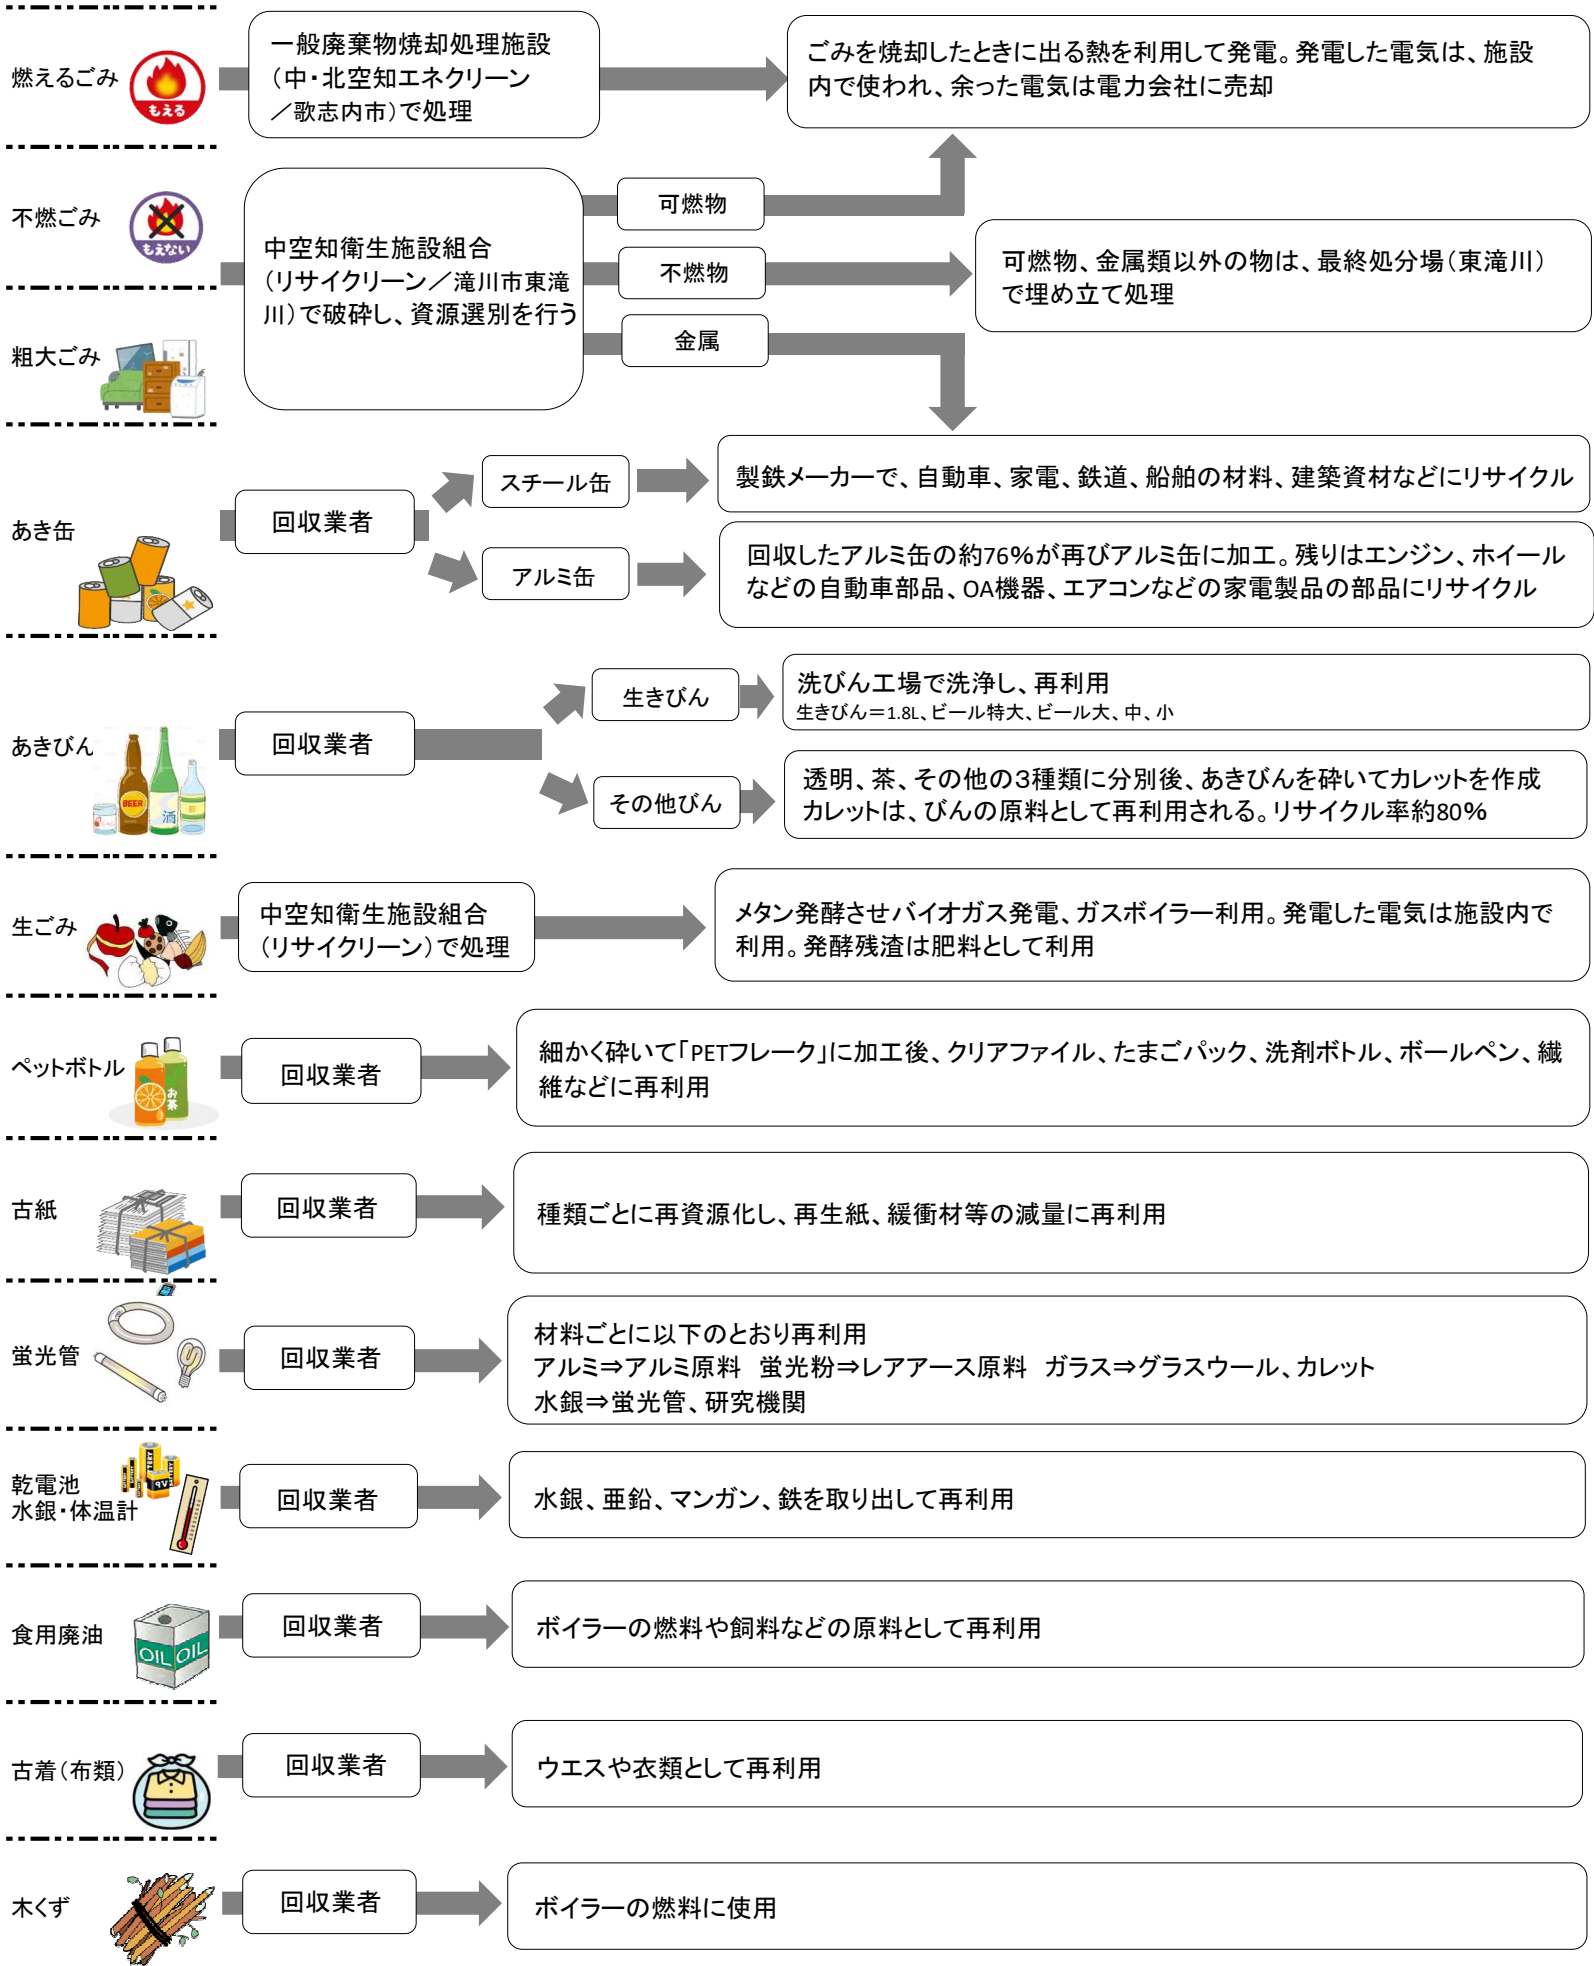 燃えるごみ
もえる
一般廃棄物焼却処理施設
（中・北空知エネクリーン
／歌志内市）で処理
ごみを焼却したときに出る熱を利用して発電。発電した電気は、施設
内で使われ、余った電気は電力会社に売却
不燃ごみ
もえない
粗大ごみ
中空知衛生施設組合
（リサイクリーン／滝川市東滝
川）で破砕し、資源選別を行う
可燃物
不燃物
金属
可燃物、金属類以外の物は、最終処分場（東滝川）
で埋め立て処理
あき缶
回収業者
スチール缶
製鉄メーカーで、自動車、家電、鉄道、船舶の材料、建築資材などにリサイクル
アルミ缶
回収したアルミ缶の約76％が再びアルミ缶に加工。残りはエンジン、ホイール
などの自動車部品、OA機器、エアコンなどの家電製品の部品にリサイクル
あきびん
BEER
酒
回収業者
生きびん
洗びん工場で洗浄し、再利用
生きびん＝1.8L、ビール特大、ビール大、中、小
その他びん
透明、茶、その他の３種類に分別後、あきびんを砕いてカレットを作成
カレットは、びんの原料として再利用される。リサイクル率約80％
生ごみ
中空知衛生施設組合
（リサイクリーン）で処理
メタン発酵させバイオガス発電、ガスボイラー利用。発電した電気は施設内で
利用。発酵残渣は肥料として利用
ペットボトル
お茶
回収業者
細かく砕いて「PETフレーク」に加工後、クリアファイル、たまごパック、洗剤ボトル、ボールペン、繊
維などに再利用
古紙
回収業者
種類ごとに再資源化し、再生紙、緩衝材等の減量に再利用
蛍光管
回収業者
材料ごとに以下のとおり再利用
アルミ⇒アルミ原料　蛍光粉⇒レアアース原料　ガラス⇒グラスウール、カレット
水銀⇒蛍光管、研究機関
乾電池
水銀・体温計
9V
回収業者
水銀、亜鉛、マンガン、鉄を取り出して再利用
食用廃油
OIL OIL
回収業者
ボイラーの燃料や飼料などの原料として再利用
古着（布類）
回収業者
ウエスや衣類として再利用
木くず
回収業者
ボイラーの燃料に使用